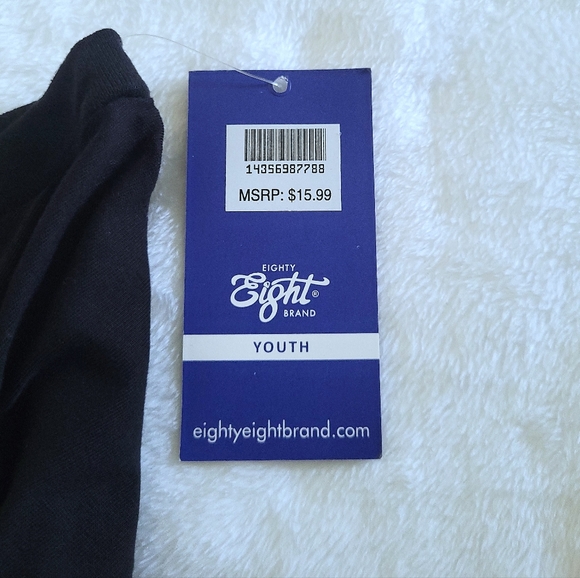 14356987788
MSRP: $15.99
EIGHTY
Eight®
BRAND
YOUTH
eightyeightbrand.com